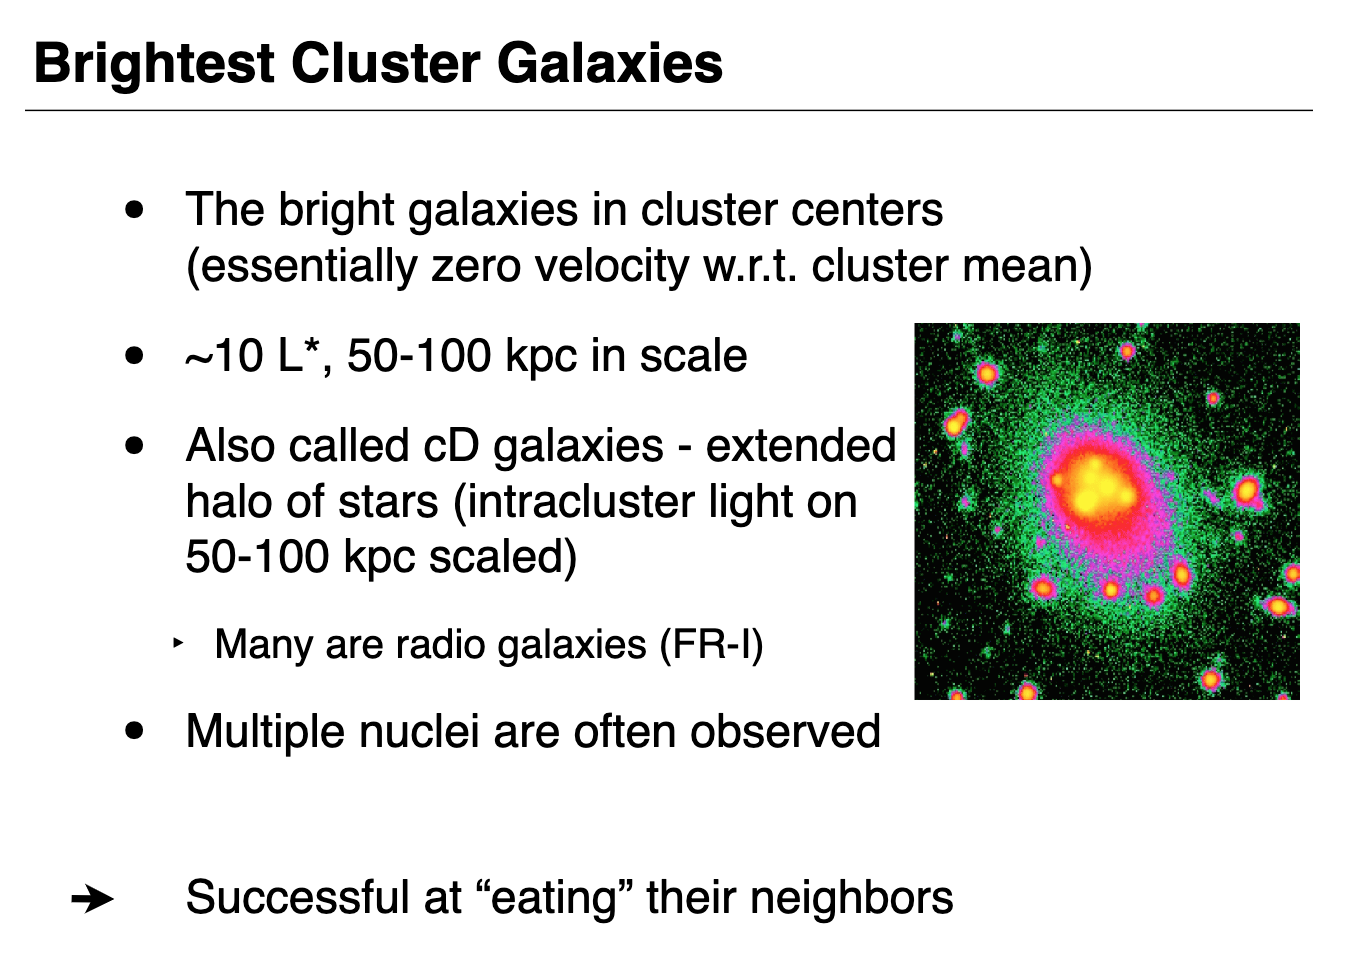 Brightest Cluster Galaxies
• The bright galaxies in cluster centers
(essentially zero velocity w.r.t. cluster mean)
• ~10 L*, 50-100 kpc in scale
• Also called cD galaxies - extended
halo of stars (intracluster light on
50-100 kpc scaled)
‣ Many are radio galaxies (FR-I)
• Multiple nuclei are often observed
➔ Successful at “eating” their neighbors